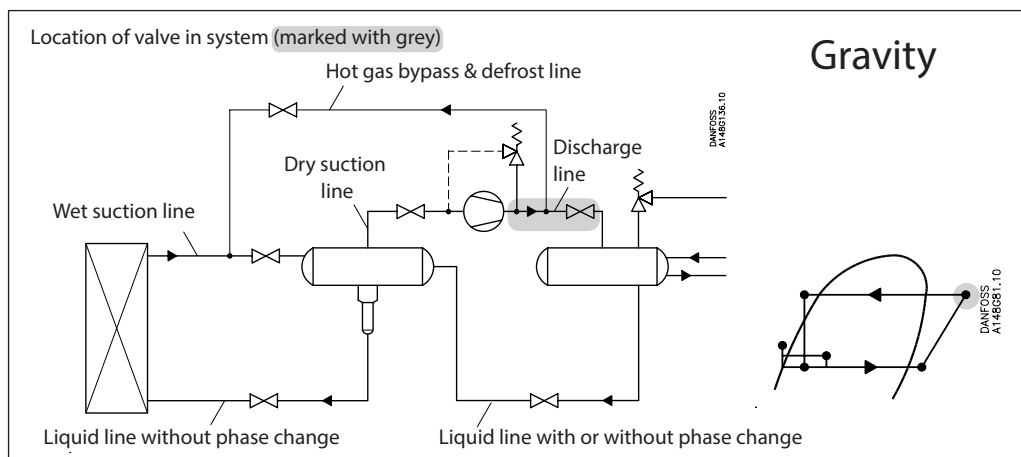 Location of valve in system (marked with grey)
Gravity
Hot gas bypass & defrost line
DANFOSS
A148G136.10
Discharge
line
Dry suction
line
Wet suction line
DANFOSS
A148G81.10
Liquid line without phase change
Liquid line with or without phase change